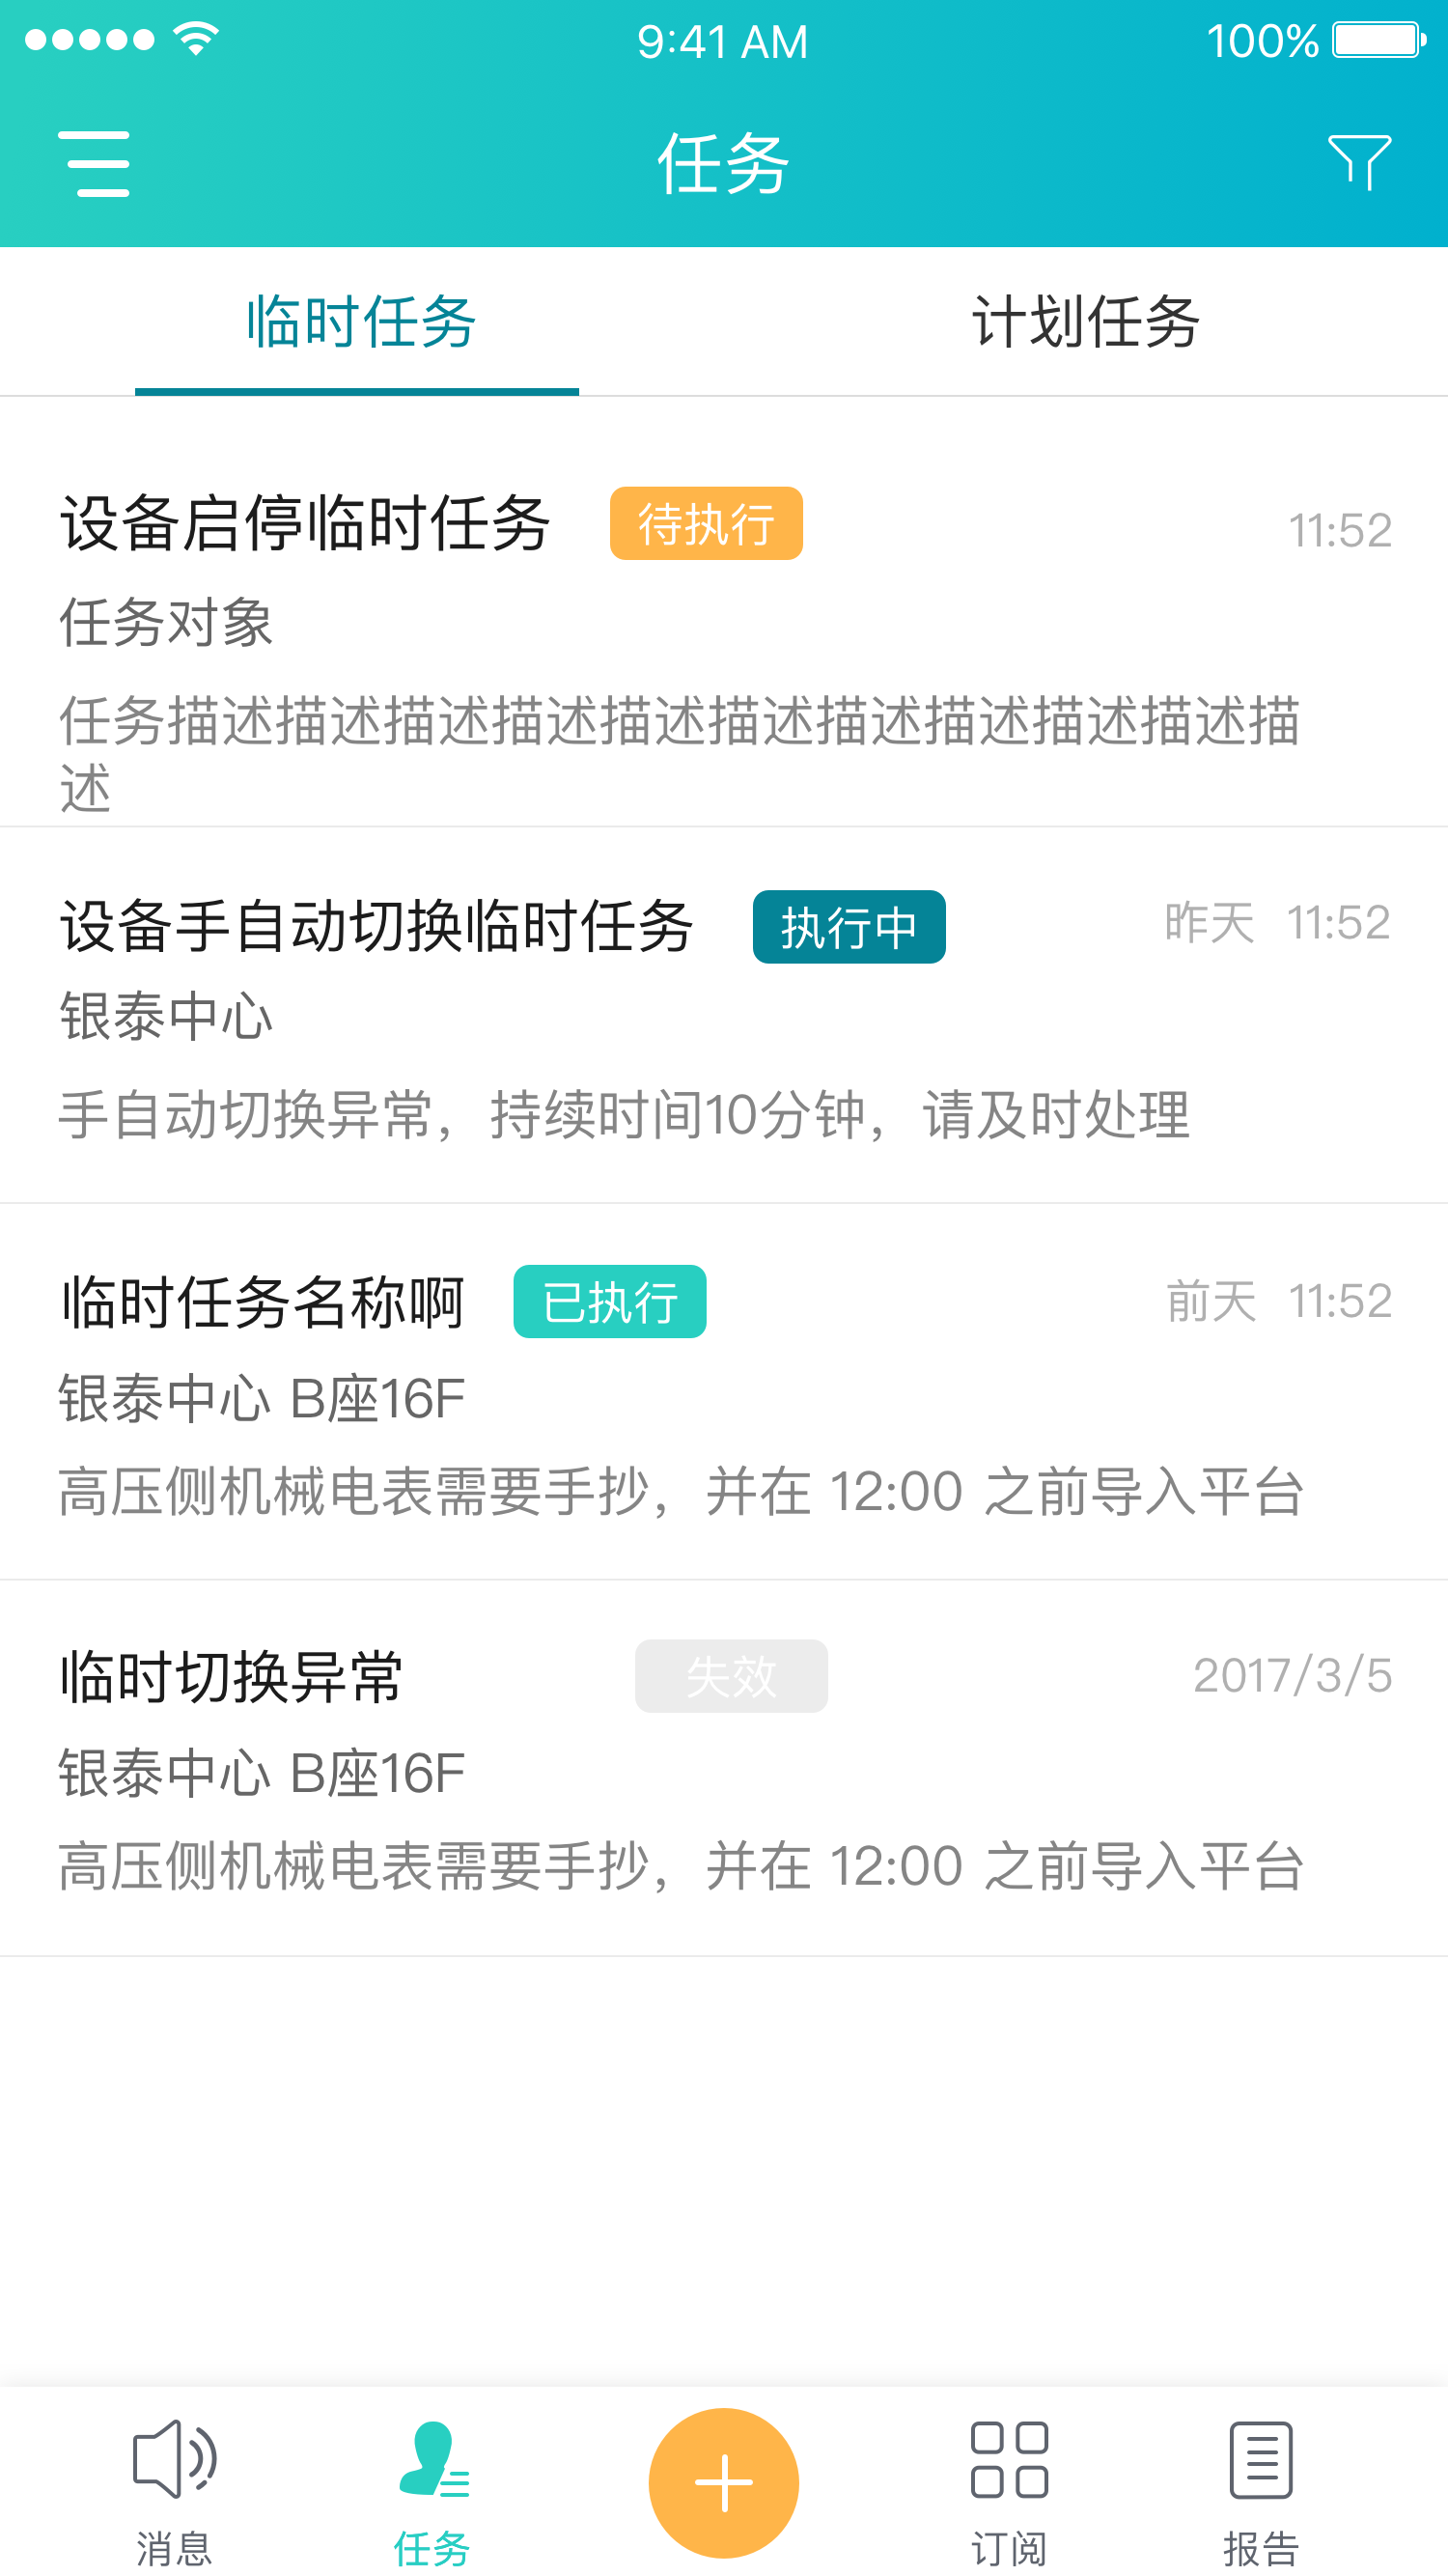 9:41 AM 100%
任务
临时任务 计划任务
设备启停临时任务 待执行 11:52
任务对象
任务描述描述描述描述描述描述描述描述描述描述描
述
设备手自动切换临时任务 执行中 昨天 11:52
银泰中心
手自动切换异常，持续时间10分钟，请及时处理
临时任务名称啊 已执行 前天 11:52
银泰中心 B座16F
高压侧机械电表需要手抄，并在 12:00 之前导入平台
临时切换异常 失效 2017/3/5
银泰中心 B座16F
高压侧机械电表需要手抄，并在 12:00 之前导入平台
消息 任务 订阅 报告